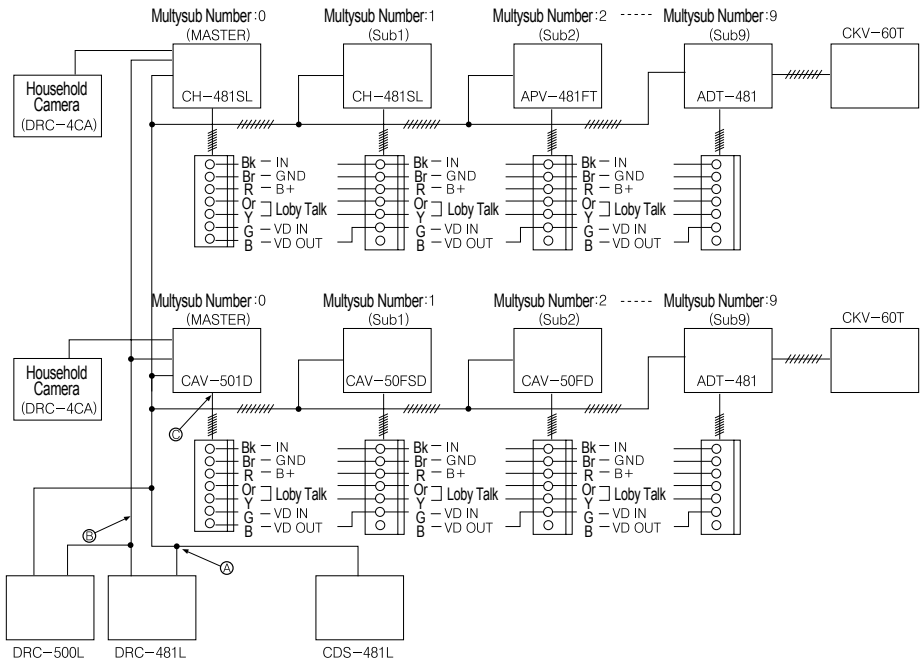 Multysub Number:0
(MASTER)
Multysub Number:1
(Sub1)
Multysub Number:2 ----- Multysub Number:9
(Sub2)
(Sub9)
CKV-60T
Household
Camera
(DRC-4CA)
CH-481SL
CH-481SL
APV-481FT
ADT-481
Bk - IN
Br - GND
R - B+
Or
Y
Loby Talk
G - VD IN
B - VD OUT
Bk - IN
Br - GND
R - B+
Or
Y
Loby Talk
G - VD IN
B - VD OUT
Bk - IN
Br - GND
R - B+
Or
Y
Loby Talk
G - VD IN
B - VD OUT
Multysub Number:0
(MASTER)
Multysub Number:1
(Sub1)
Multysub Number:2 ----- Multysub Number:9
(Sub2)
(Sub9)
CKV-60T
Household
Camera
(DRC-4CA)
CAV-501D
CAV-50FSD
CAV-50FD
ADT-481
Ⓒ
Bk - IN
Br - GND
R - B+
Or
Y
Loby Talk
G - VD IN
B - VD OUT
Bk - IN
Br - GND
R - B+
Or
Y
Loby Talk
G - VD IN
B - VD OUT
Bk - IN
Br - GND
R - B+
Or
Y
Loby Talk
G - VD IN
B - VD OUT
Ⓑ
Ⓐ
DRC-500L
DRC-481L
CDS-481L